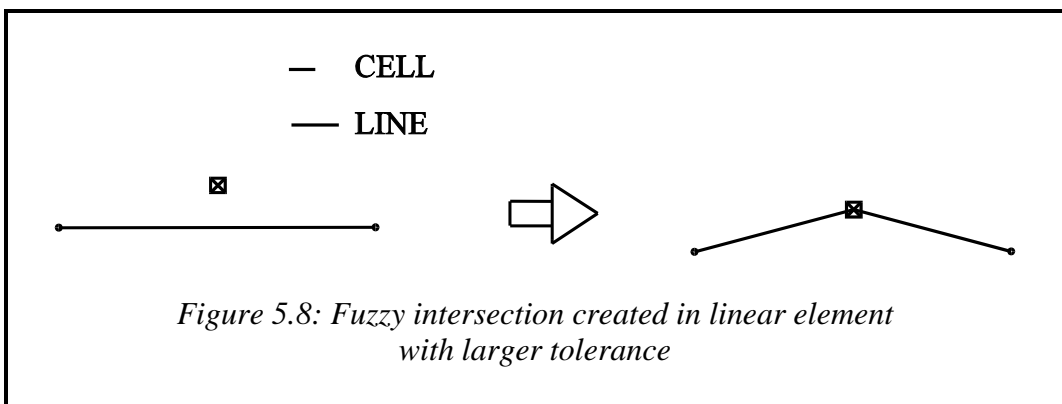 CELL
LINE
Figure 5.8: Fuzzy intersection created in linear element
with larger tolerance